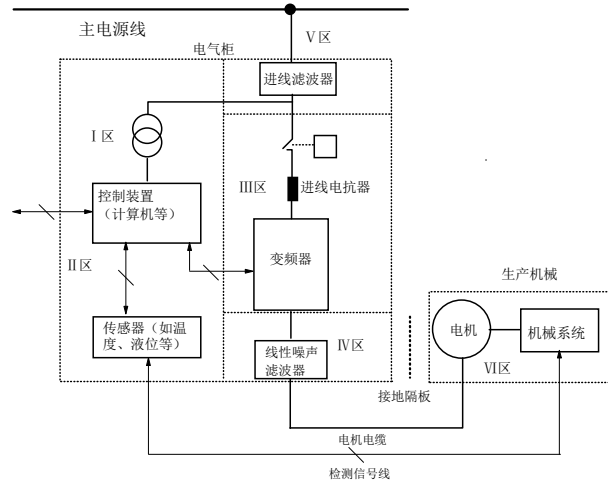 主电源线
V区
电气柜
进线滤波器
I区
III区
进线电抗器
控制装置
(计算机等)
变频器
II区
生产机械
传感器(如温
度、液位等)
线性噪声
滤波器
IV区
电机
机械系统
VI区
接地隔板
电机电缆
检测信号线